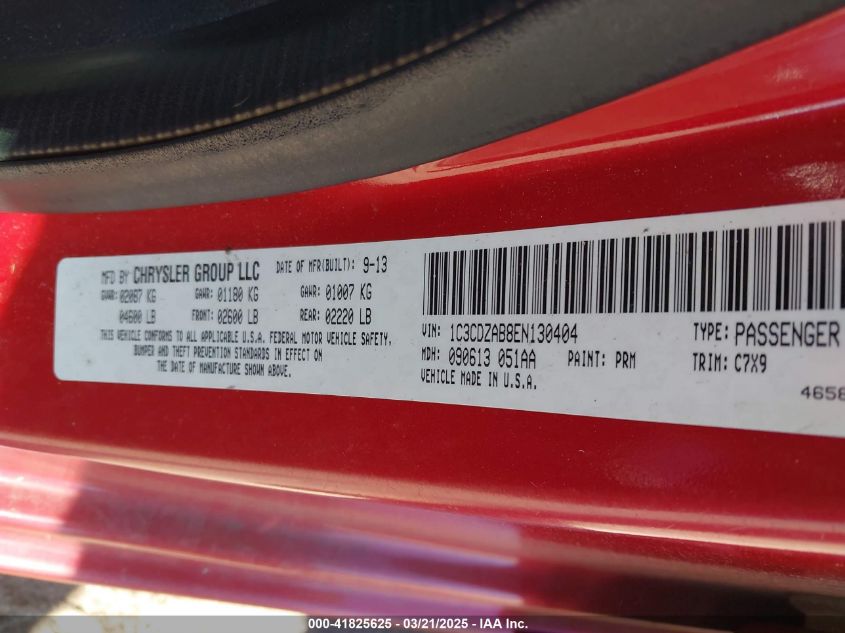 MFD BY CHRYSLER GROUP LLC DATE OF MFR(BUILT): 9-13
GVWR: 02087 KG GAWR: 01180 KG GAWR: 01007 KG
04600 LB FRONT: 02600 LB REAR: 02220 LB
THIS VEHICLE CONFORMS TO ALL APPLICABLE U.S.A. FEDERAL MOTOR VEHICLE SAFETY,
BUMPER AND THEFT PREVENTION STANDARDS IN EFFECT ON
THE DATE OF MANUFACTURE SHOWN ABOVE.
VIN: 1C3CDZAB8EN130404 TYPE: PASSENGER
MDH: 090613 051AA PAINT: PRM TRIM: C7X9
VEHICLE MADE IN U.S.A.
4658
000-41825625 - 03/21/2025 - IAA Inc.